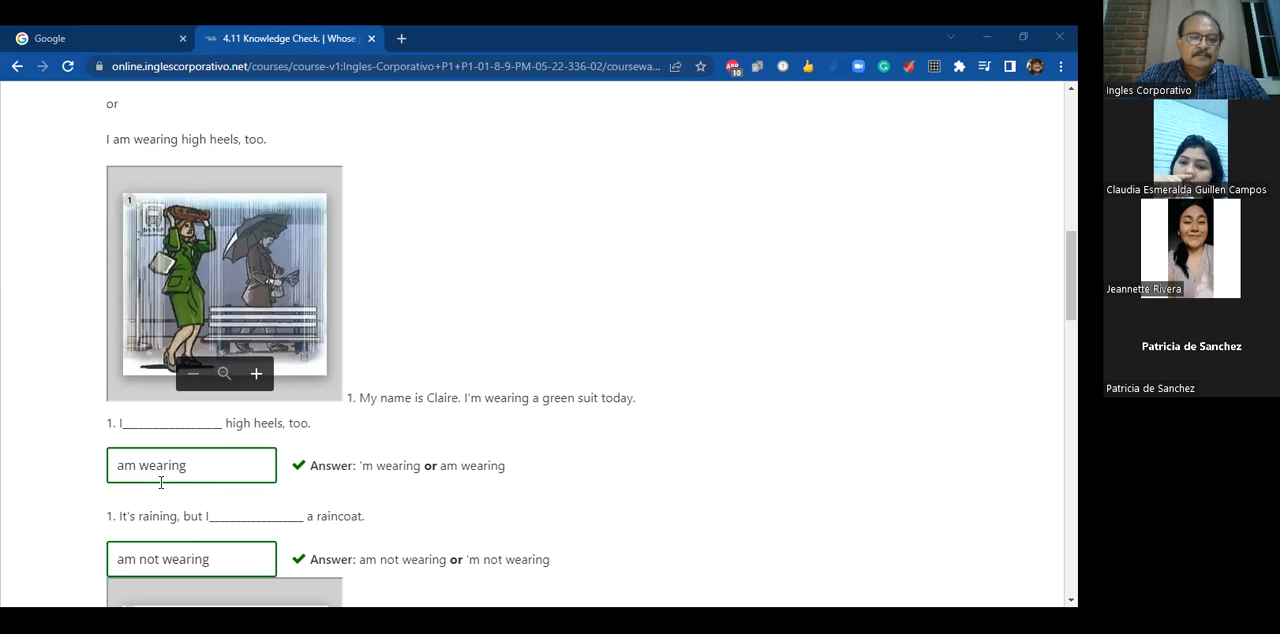 Google
4.11 Knowledge Check. | Whose
online.inglescorporativo.net/courses/course-v1:Ingles-Corporativo+P1+P1-01-8-9-PM-05-22-336-02/coursewa...
10
or
I am wearing high heels, too.
1
1. My name is Claire. I'm wearing a green suit today.
1. I___________________ high heels, too.
am wearing
Answer: 'm wearing or am wearing
1. It's raining, but I__________________ a raincoat.
am not wearing
Answer: am not wearing or 'm not wearing
Ingles Corporativo
Claudia Esmeralda Guillen Campos
Jeannette Rivera
Patricia de Sanchez
Patricia de Sanchez